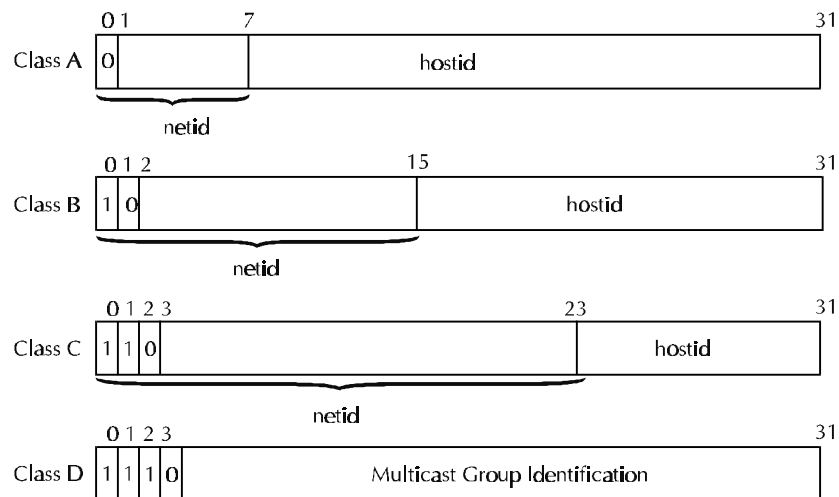 0 1 7 31
Class A 0 hostid
netid
0 1 2 15 31
Class B 1 0 hostid
netid
0 1 2 3 23 31
Class C 1 1 0 hostid
netid
0 1 2 3 31
Class D 1 1 1 0 Multicast Group Identification